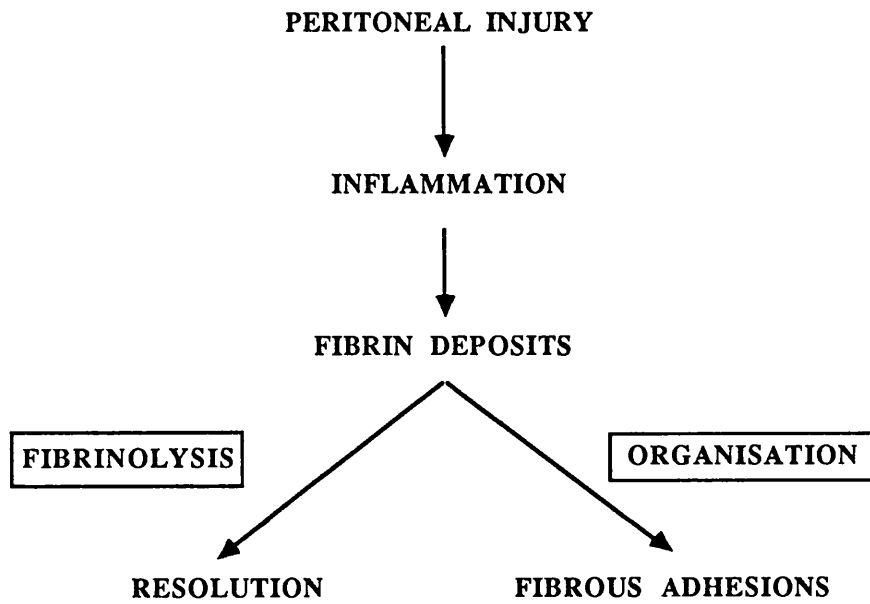 PERITONEAL INJURY
INFLAMMATION
FIBRIN DEPOSITS
FIBRINOLYSIS
ORGANISATION
RESOLUTION
FIBROUS ADHESIONS